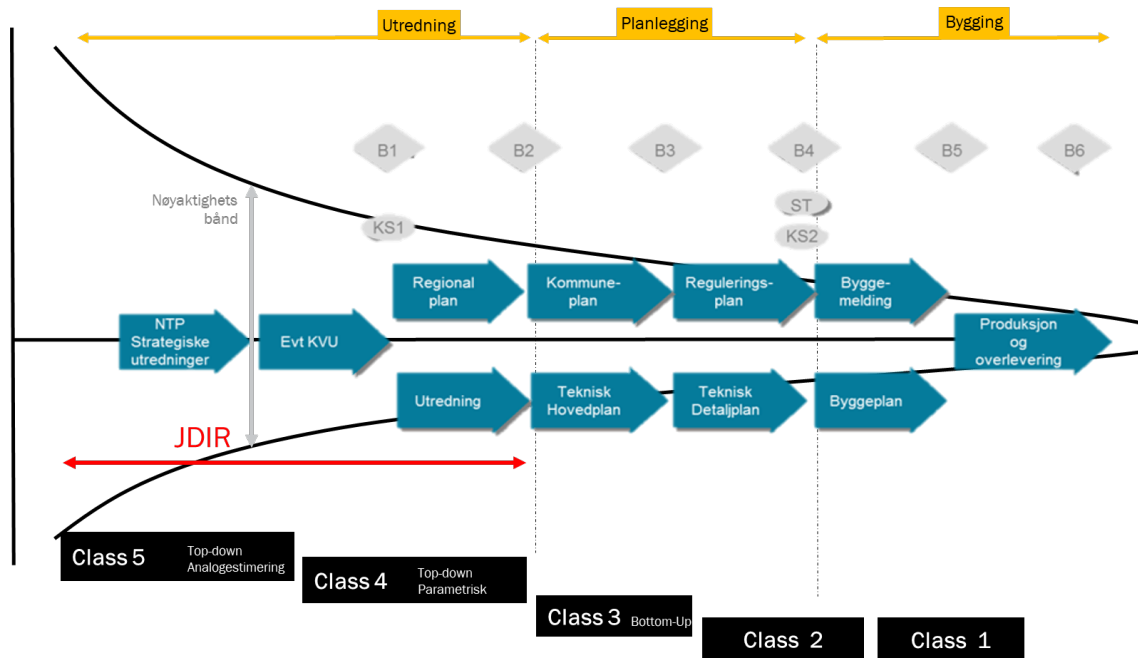 Utredning
Planlegging
Bygging
B1
B2
B3
B4
B5
B6
Nøyaktighets
bånd
ST
KS1
KS2
Regional
plan
Kommune-
plan
Regulerings-
plan
Bygge-
melding
NTP
Strategiske
utredninger
Evt KVU
Produksjon
og
overlevering
Utredning
Teknisk
Hovedplan
Teknisk
Detaljplan
Byggeplan
JDIR
Class 5
Top-down
Analogestimering
Class 4
Top-down
Parametrisk
Class 3 Bottom-Up
Class 2
Class 1